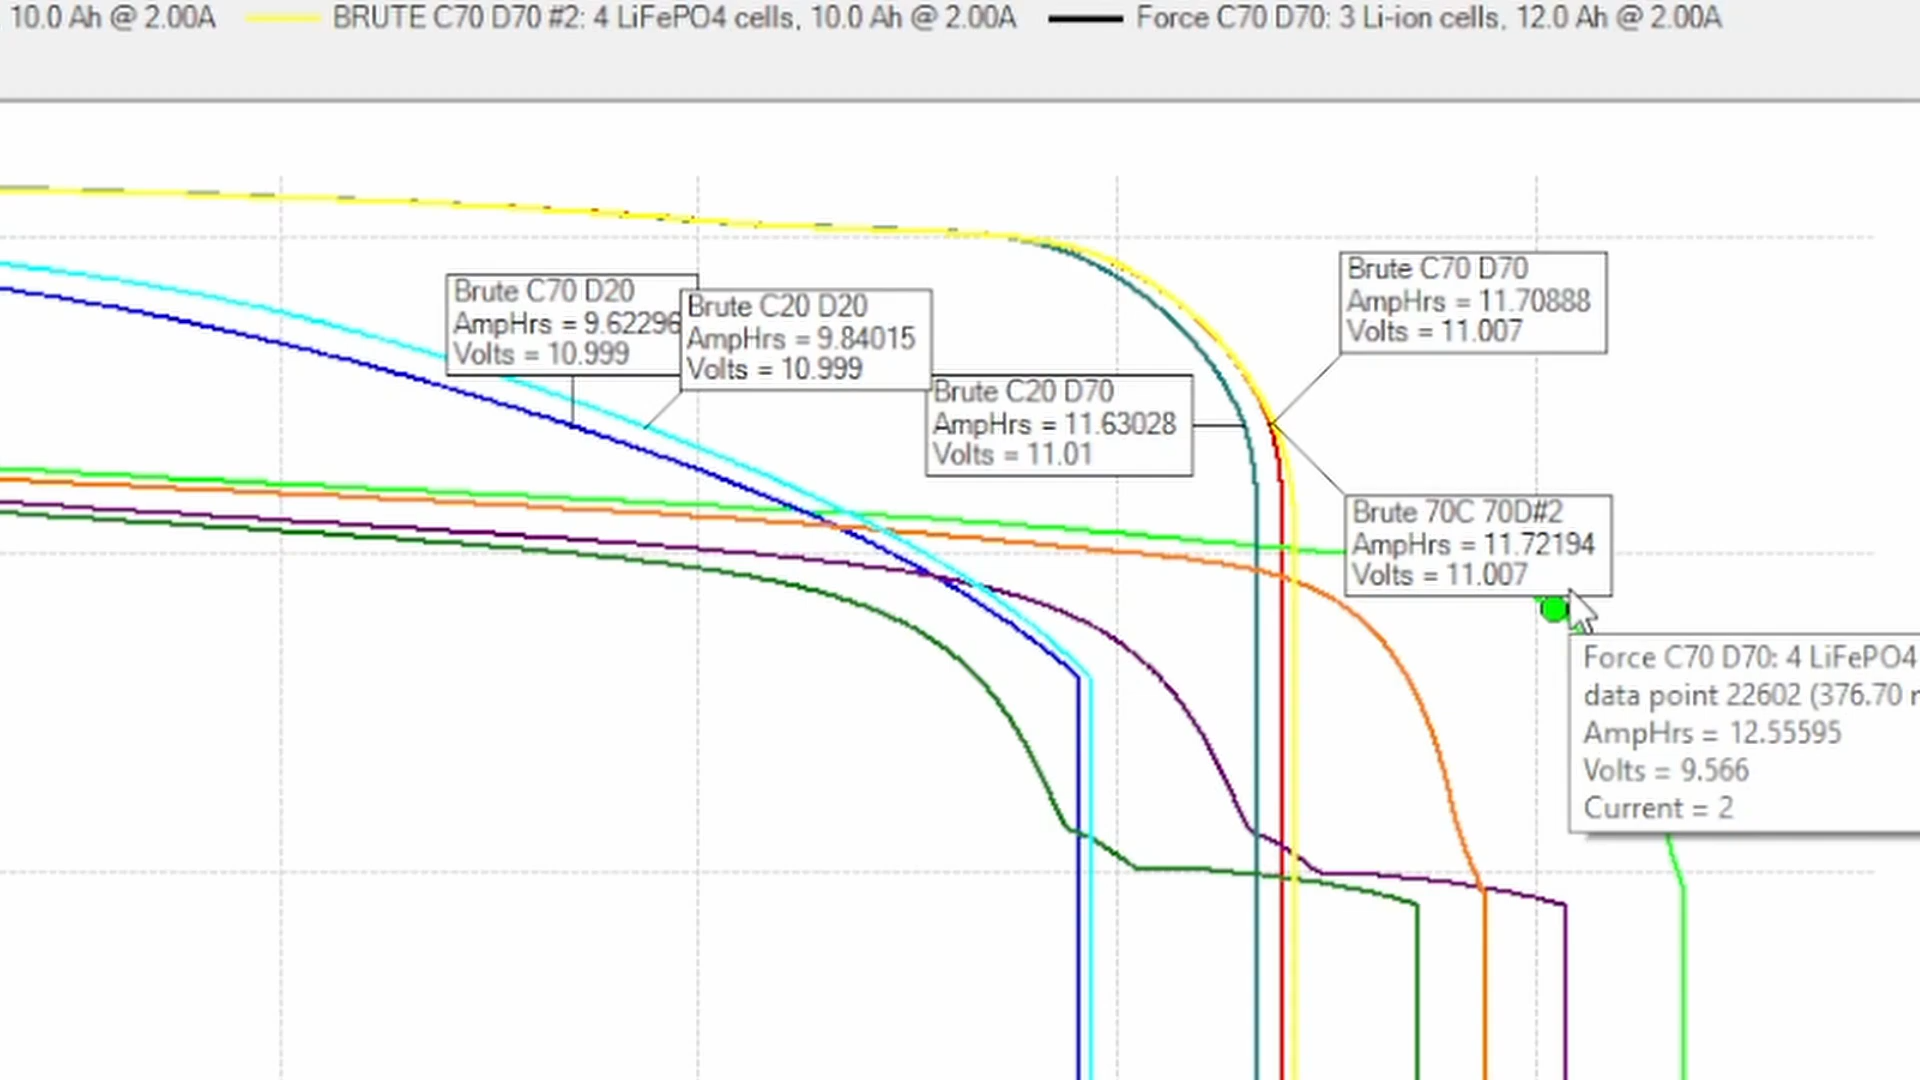 10.0 Ah @ 2.00A BRUTE C70 D70 #2: 4 LiFePO4 cells, 10.0 Ah @ 2.00A Force C70 D70: 3 Li-ion cells, 12.0 Ah @ 2.00A
Brute C70 D20
AmpHrs = 9.62296
Volts = 10.999
Brute C20 D20
AmpHrs = 9.84015
Volts = 10.999
Brute C20 D70
AmpHrs = 11.63028
Volts = 11.01
Brute C70 D70
AmpHrs = 11.70888
Volts = 11.007
Brute 70C 70D#2
AmpHrs = 11.72194
Volts = 11.007
Force C70 D70: 4 LiFePO4
data point 22602 (376.70
AmpHrs = 12.55595
Volts = 9.566
Current = 2